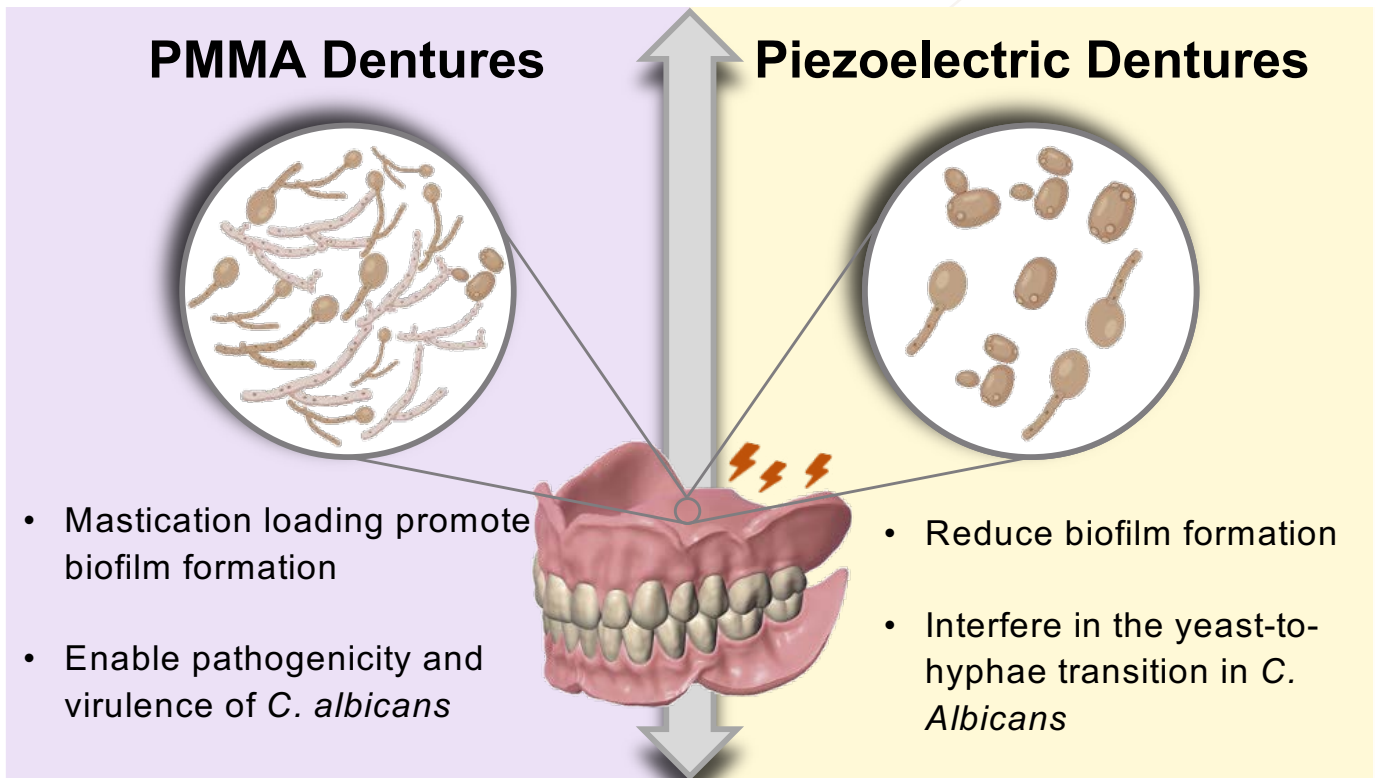 PMMA Dentures
Piezoelectric Dentures
• Mastication loading promote
biofilm formation
• Enable pathogenicity and
virulence of C. albicans
• Reduce biofilm formation
• Interfere in the yeast-to-
hyphae transition in C.
Albicans